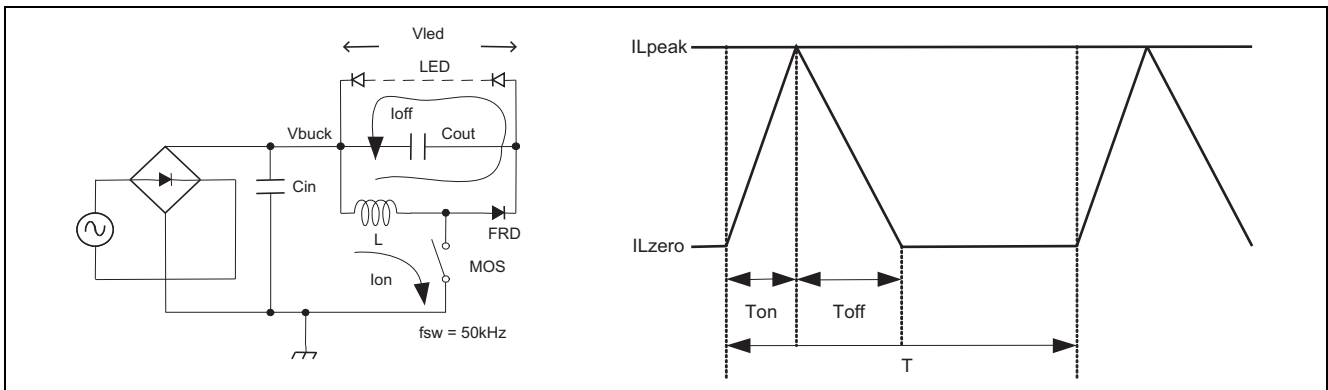 Vled
LED
Ioff
Vbuck
Cout
Cin
L
FRD
MOS
Ion
fsw = 50kHz
ILpeak
ILzero
Ton
Toff
T